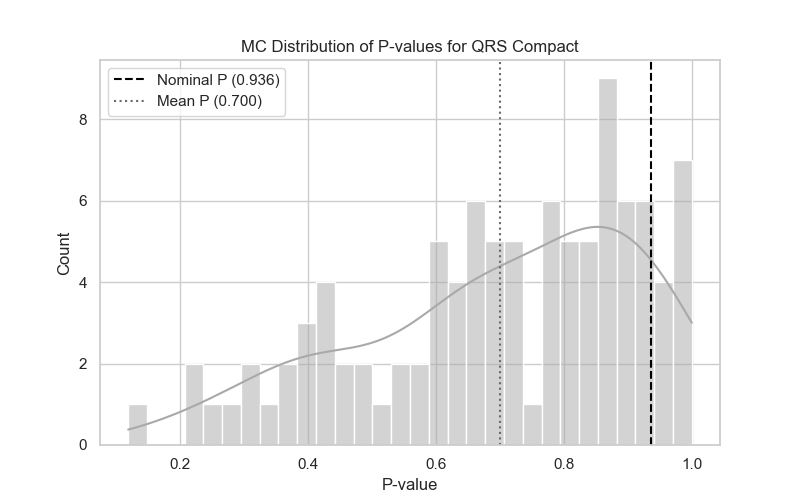 MC Distribution of P-values for QRS Compact
Nominal P (0.936)
Mean P (0.700)
8
6
4
2
0
Count
0.2 0.4 0.6 0.8 1.0
P-value